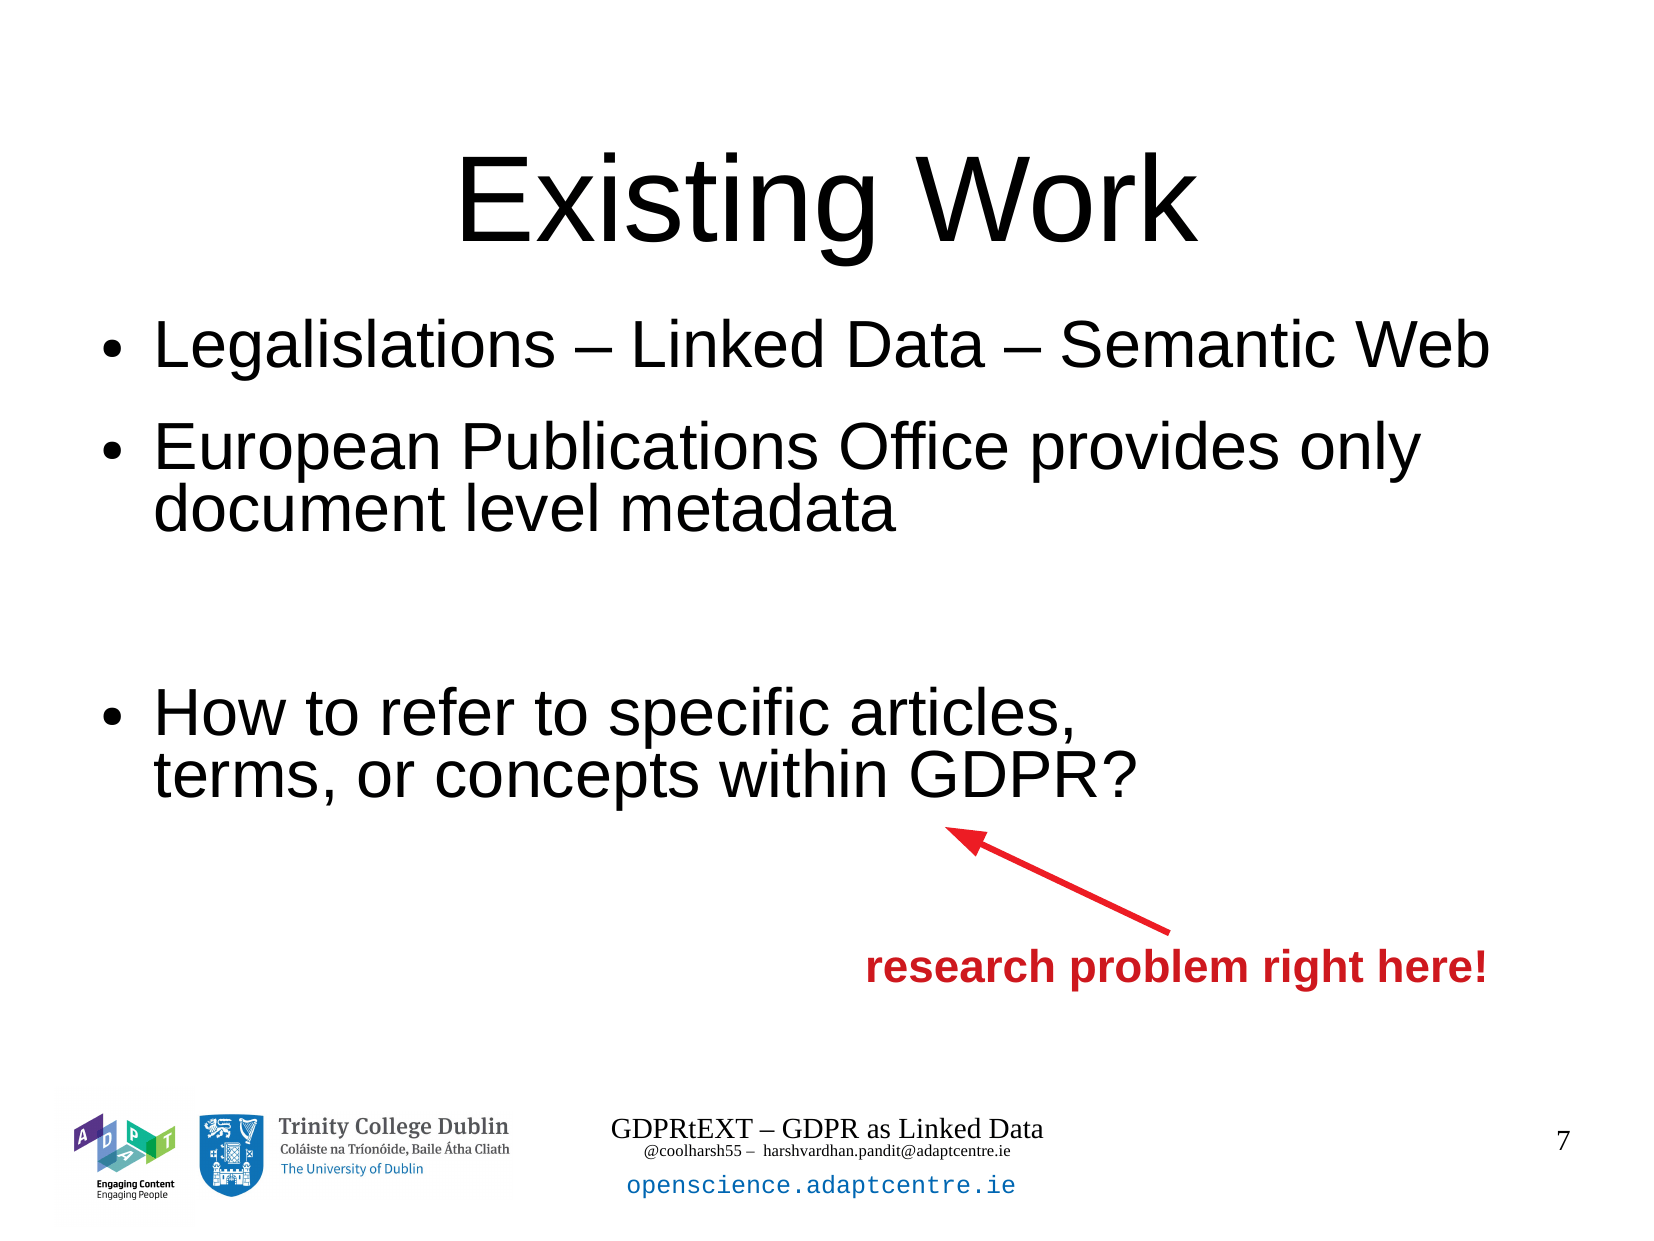 Existing Work
• Legalislations – Linked Data – Semantic Web
• European Publications Office provides only
document level metadata
• How to refer to specific articles,
terms, or concepts within GDPR?
research problem right here!
ADAPT
Engaging Content
Engaging People
Trinity College Dublin
Coláiste na Tríonóide, Baile Átha Cliath
The University of Dublin
GDPRtEXT – GDPR as Linked Data
@coolharsh55 – harshvardhan.pandit@adaptcentre.ie
openscience.adaptcentre.ie
7